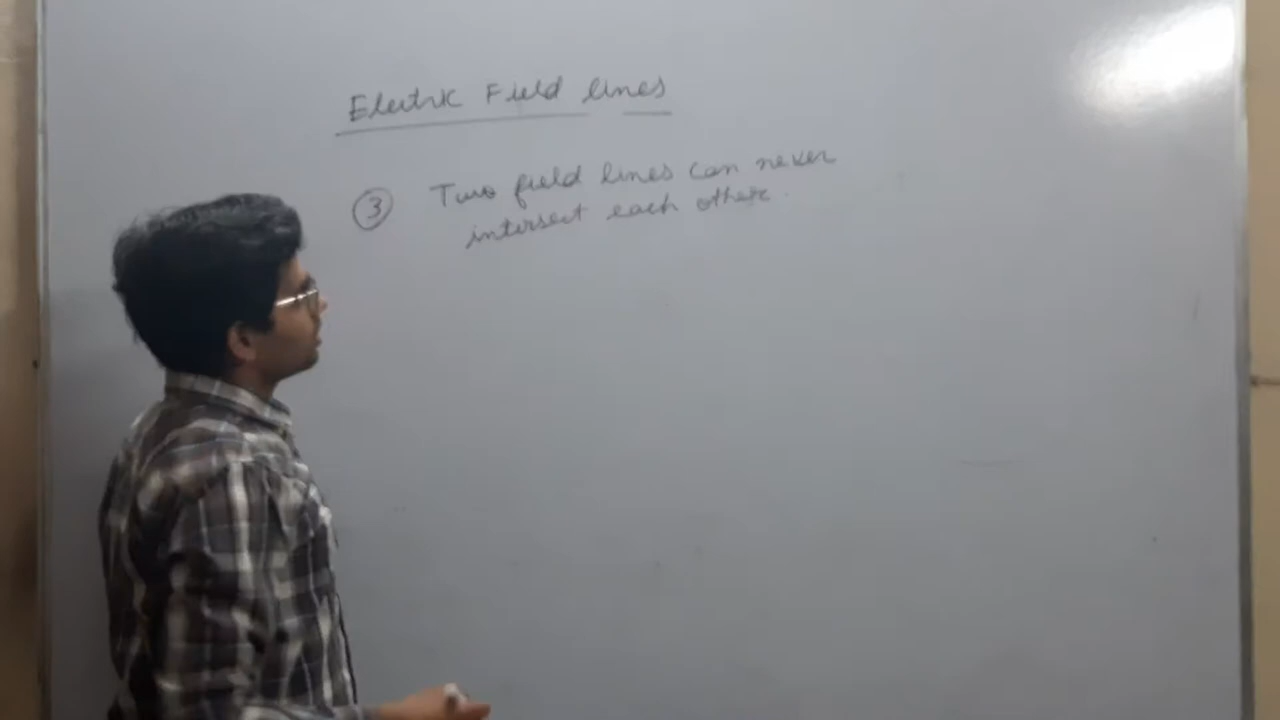 Electric Field lines
③ Two field lines can never
intersect each other.